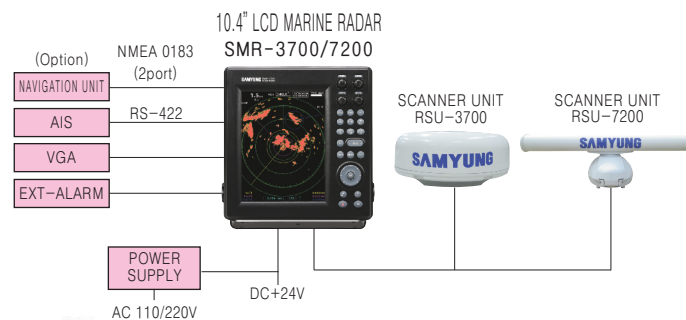 10.4" LCD MARINE RADAR
SMR-3700/7200
(Option)
NMEA 0183
(2port)
NAVIGATION UNIT
AIS
RS-422
VGA
EXT-ALARM
SAMYUNG
SCANNER UNIT
RSU-3700
SAMYUNG
SCANNER UNIT
RSU-7200
SAMYUNG
POWER
SUPPLY
DC+24V
AC 110/220V